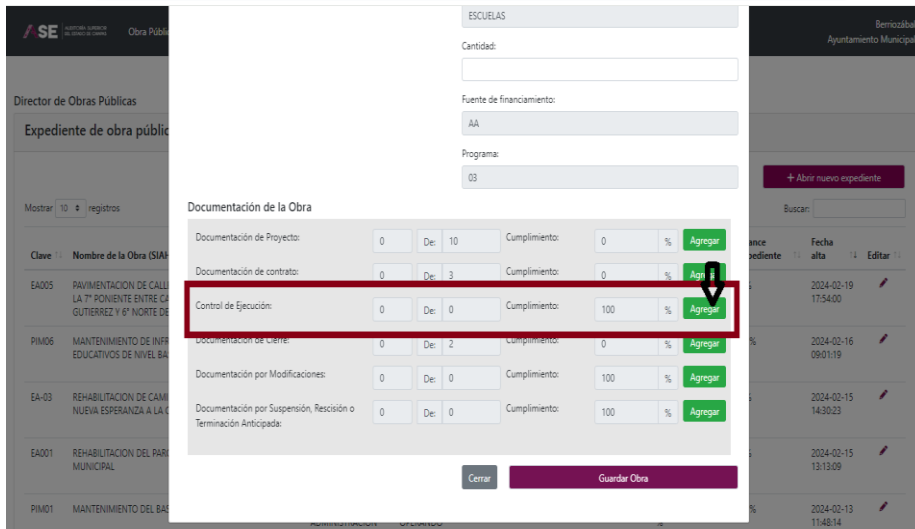 ASE
Obra Públic
Berriozábal
Ayuntamiento Municipal
Director de Obras Públicas
Expediente de obra públic
+ Abrir nuevo expediente
Mostrar 10 registros
Buscar:
Clave Nombre de la Obra (SIAH
ance
pediente
Fecha
alta
Editar
EA005 PAVIMENTACION DE CALL
LA 7° PONIENTE ENTRE CA
GUTIERREZ Y 6° NORTE DE
2024-02-19
17:54:00
PIM06 MANTENIMIENTO DE INFR
EDUCATIVOS DE NIVEL BA
% 2024-02-16
09:01:19
EA-03 REHABILITACION DE CAMI
NUEVA ESPERANZA A LA C
2024-02-15
14:30:23
EA001 REHABILITACION DEL PAR
MUNICIPAL
2024-02-15
13:13:09
PIM01 MANTENIMIENTO DEL BAS
% 2024-02-13
11:48:14
ESCUELAS
Cantidad:
Fuente de financiamiento:
AA
Programa:
03
Documentación de la Obra
Documentación de Proyecto: 0 De: 10 Cumplimiento: 0 % Agregar
Documentación de contrato: 0 De: 3 Cumplimiento: 0 % Agregar
Control de Ejecución: 0 De: 0 Cumplimiento: 100 % Agregar
Documentación de Cierre: 0 De: 2 Cumplimiento: 0 % Agregar
Documentación por Modificaciones: 0 De: 0 Cumplimiento: 100 % Agregar
Documentación por Suspensión, Rescisión o
Terminación Anticipada:
0 De: 0 Cumplimiento: 100 % Agregar
Cerrar Guardar Obra